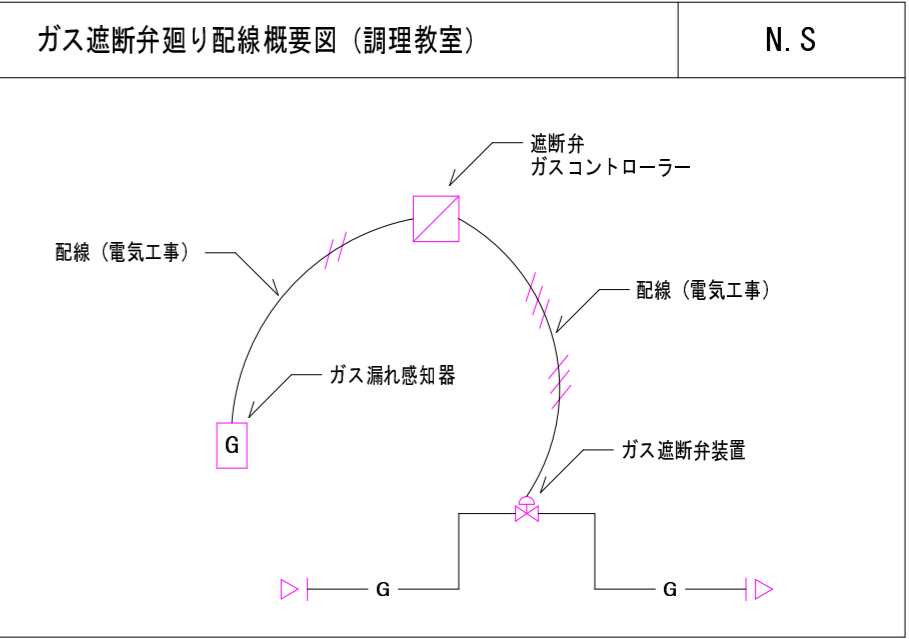 ガス遮断弁廻り配線概要図（調理教室）
N.S
遮断弁
ガスコントローラー
配線（電気工事）
配線（電気工事）
ガス漏れ感知器
G
ガス遮断弁装置
G
G